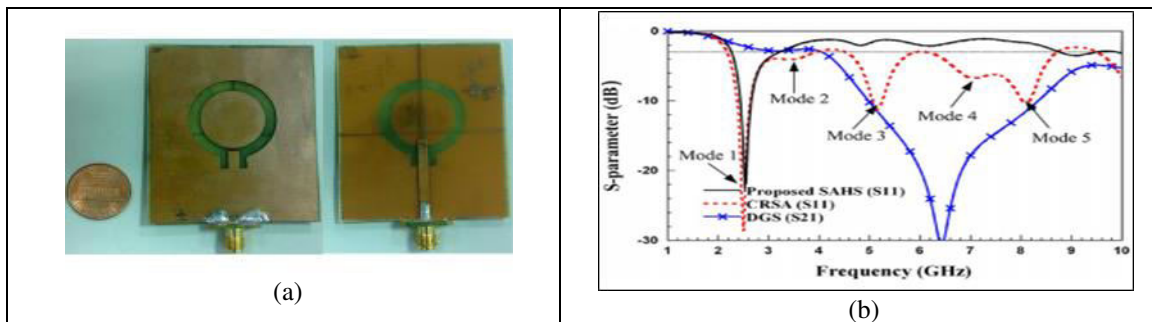 (a)
0
-10
-20
-30
S-parameter (dB)
Mode 1
Mode 2
Mode 3
Mode 4
Mode 5
Proposed SAHS (S11)
CRSA (S11)
DGS (S21)
1 2 3 4 5 6 7 8 9 10
Frequency (GHz)
(b)